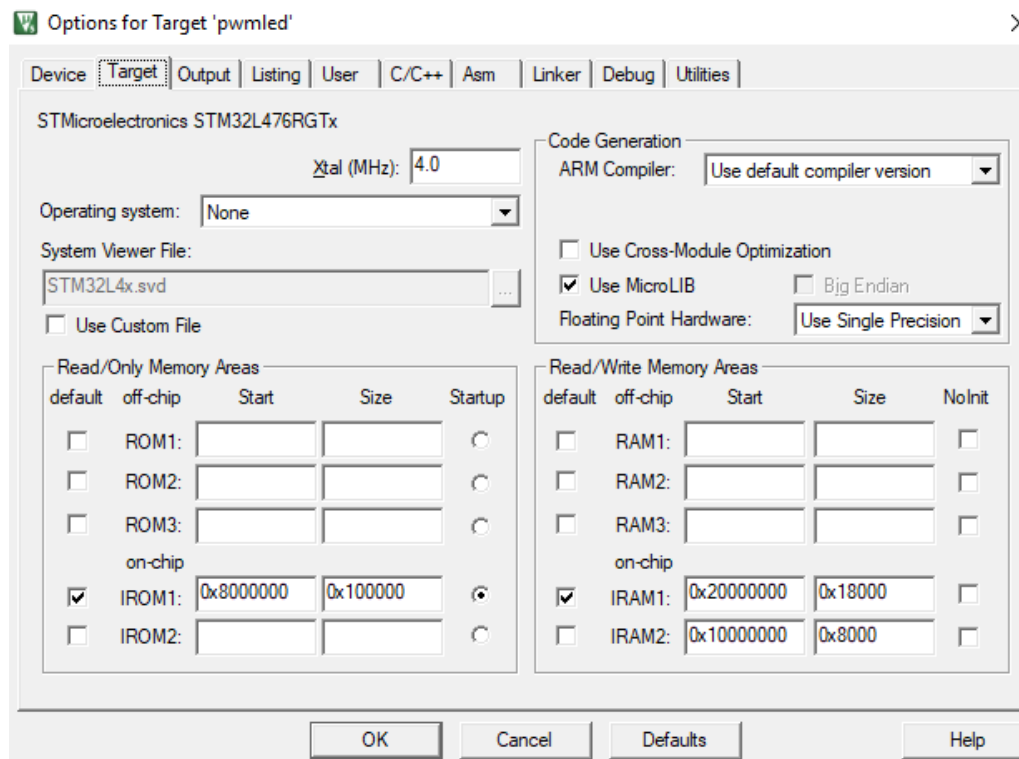 Options for Target 'pwmled'
Device Target Output Listing User C/C++ Asm Linker Debug Utilities
STMicroelectronics STM32L476RGTx
Xtal (MHz): 4.0
Operating system: None
System Viewer File:
STM32L4x.svd ...
Use Custom File
Code Generation
ARM Compiler: Use default compiler version
Use Cross-Module Optimization
Use MicroLIB Big Endian
Floating Point Hardware: Use Single Precision
Read/Only Memory Areas
default off-chip Start Size Startup
ROM1:
ROM2:
ROM3:
on-chip
IROM1: 0x8000000 0x100000
IROM2:
Read/Write Memory Areas
default off-chip Start Size NoInit
RAM1:
RAM2:
RAM3:
on-chip
IRAM1: 0x20000000 0x18000
IRAM2: 0x10000000 0x8000
OK Cancel Defaults Help